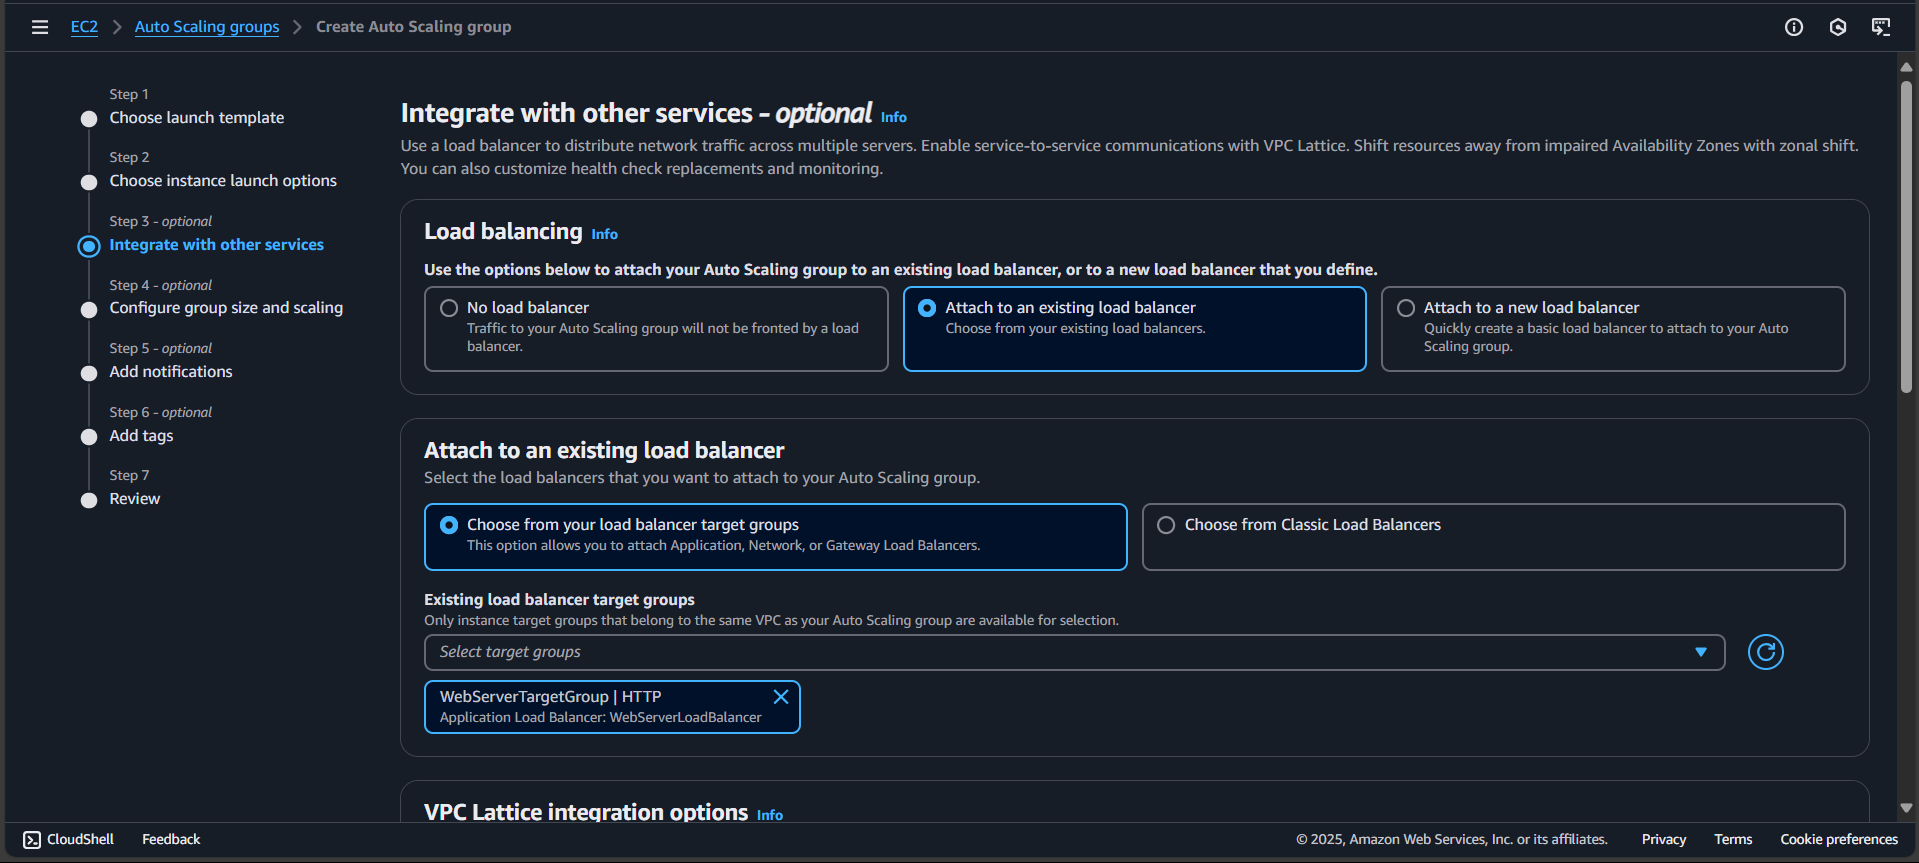 EC2 > Auto Scaling groups > Create Auto Scaling group
Step 1
Choose launch template
Step 2
Choose instance launch options
Step 3 - optional
Integrate with other services
Step 4 - optional
Configure group size and scaling
Step 5 - optional
Add notifications
Step 6 - optional
Add tags
Step 7
Review
Integrate with other services - optional Info
Use a load balancer to distribute network traffic across multiple servers. Enable service-to-service communications with VPC Lattice. Shift resources away from impaired Availability Zones with zonal shift.
You can also customize health check replacements and monitoring.
Load balancing Info
Use the options below to attach your Auto Scaling group to an existing load balancer, or to a new load balancer that you define.
No load balancer
Traffic to your Auto Scaling group will not be fronted by a load
balancer.
Attach to an existing load balancer
Choose from your existing load balancers.
Attach to a new load balancer
Quickly create a basic load balancer to attach to your Auto
Scaling group.
Attach to an existing load balancer
Select the load balancers that you want to attach to your Auto Scaling group.
Choose from your load balancer target groups
This option allows you to attach Application, Network, or Gateway Load Balancers.
Choose from Classic Load Balancers
Existing load balancer target groups
Only instance target groups that belong to the same VPC as your Auto Scaling group are available for selection.
Select target groups
WebServerTargetGroup | HTTP
Application Load Balancer: WebServerLoadBalancer
VPC Lattice integration options Info
CloudShell Feedback © 2025, Amazon Web Services, Inc. or its affiliates. Privacy Terms Cookie preferences